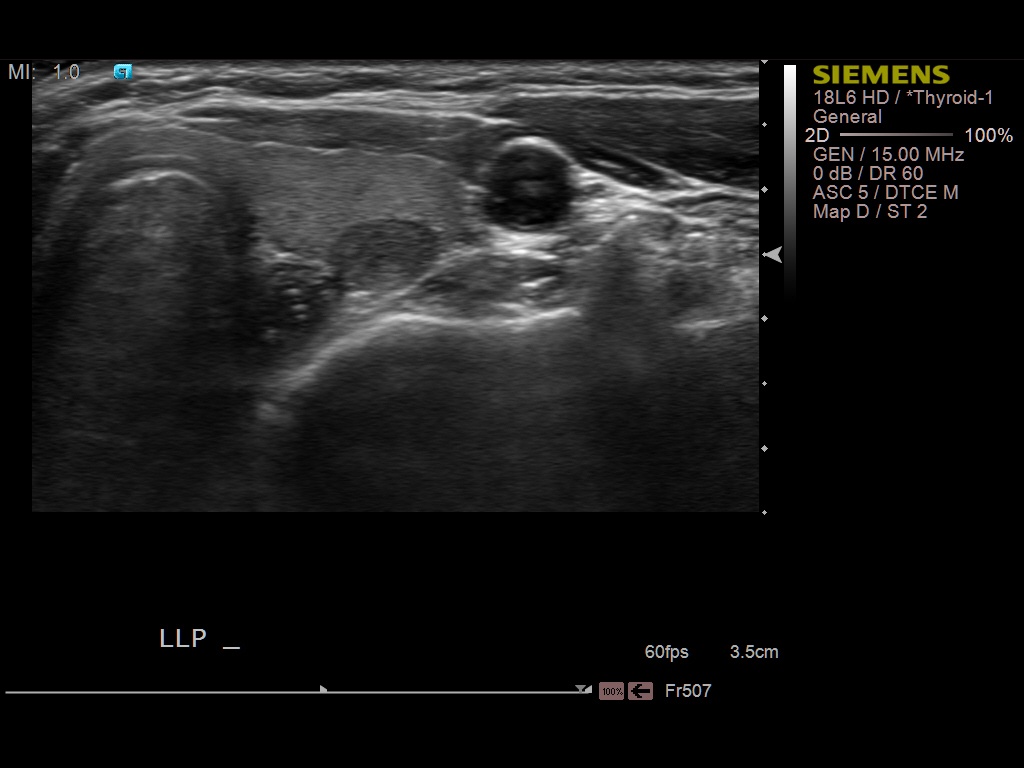 MI: 1.0
SIEMENS
18L6 HD / *Thyroid-1
General
2D 100%
GEN / 15.00 MHz
0 dB / DR 60
ASC 5 / DTCE M
Map D / ST 2
LLP _
60fps 3.5cm
100% Fr507